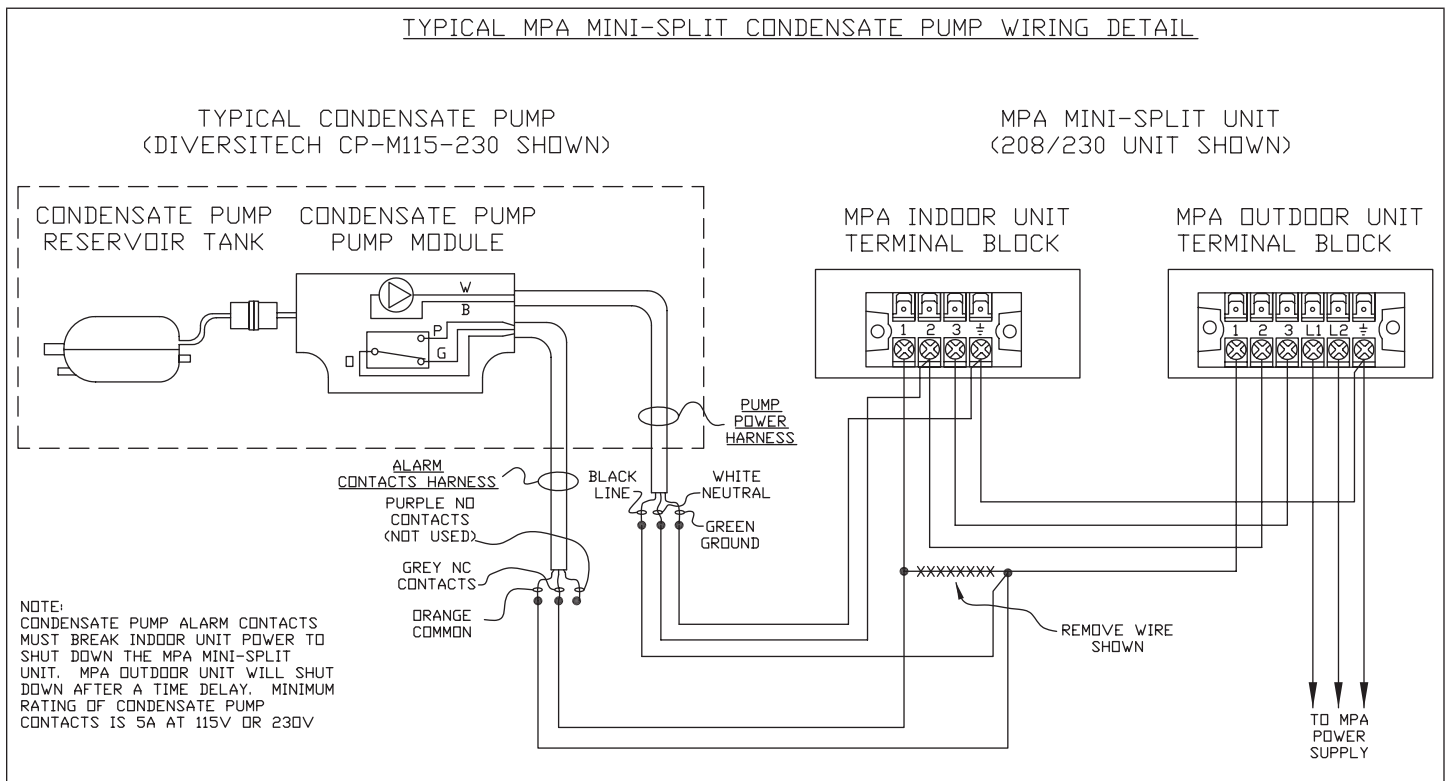 TYPICAL MPA MINI-SPLIT CONDENSATE PUMP WIRING DETAIL
TYPICAL CONDENSATE PUMP
(DIVERSITECH CP-M115-230 SHOWN)
MPA MINI-SPLIT UNIT
(208/230 UNIT SHOWN)
CONDENSATE PUMP
RESERVOIR TANK
CONDENSATE PUMP
PUMP MODULE
MPA INDOOR UNIT
TERMINAL BLOCK
MPA OUTDOOR UNIT
TERMINAL BLOCK
W
B
P
G
O
1 2 3
1 2 3 L1 L2
PUMP
POWER
HARNESS
ALARM
CONTACTS HARNESS
BLACK
LINE
WHITE
NEUTRAL
PURPLE NO
CONTACTS
(NOT USED)
GREEN
GROUND
GREY NC
CONTACTS
ORANGE
COMMON
REMOVE WIRE
SHOWN
NOTE:
CONDENSATE PUMP ALARM CONTACTS
MUST BREAK INDOOR UNIT POWER TO
SHUT DOWN THE MPA MINI-SPLIT
UNIT. MPA OUTDOOR UNIT WILL SHUT
DOWN AFTER A TIME DELAY. MINIMUM
RATING OF CONDENSATE PUMP
CONTACTS IS 5A AT 115V OR 230V
TO MPA
POWER
SUPPLY